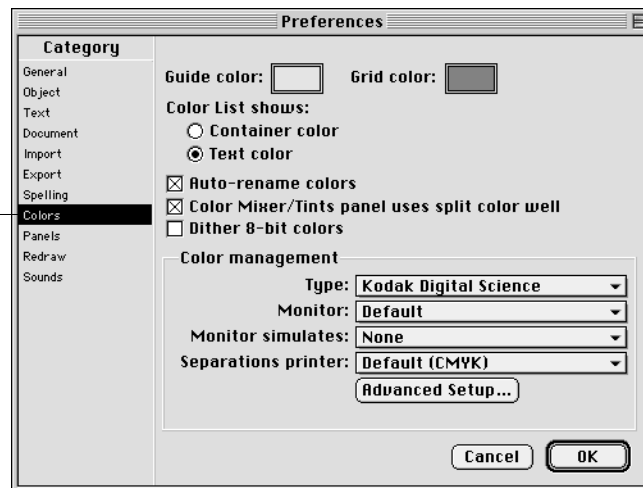 Preferences
Category
General
Object
Text
Document
Import
Export
Spelling
Colors
Panels
Redraw
Sounds
Guide color: Grid color:
Color List shows:
Container color
Text color
Auto-rename colors
Color Mixer/Tints panel uses split color well
Dither 8-bit colors
Color management
Type: Kodak Digital Science
Monitor: Default
Monitor simulates: None
Separations printer: Default (CMYK)
Advanced Setup...
Cancel OK